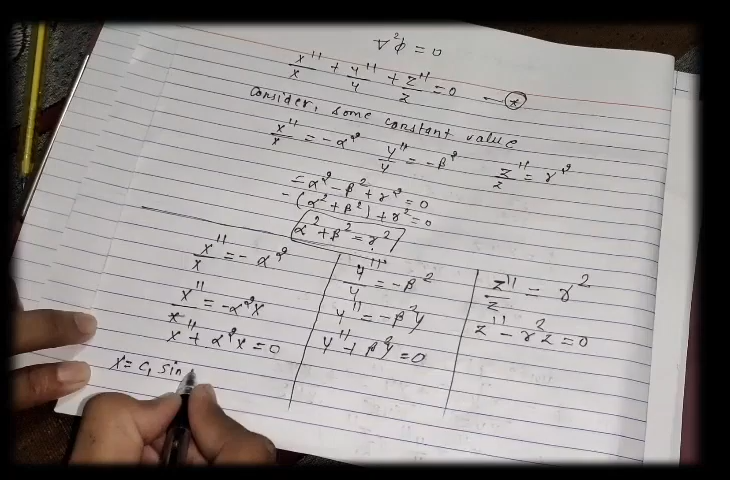 ∇²φ = 0
X''/X + Y''/Y + Z''/Z = 0 — *
Consider, some constant value
X''/X = -α² Y''/Y = -β² Z''/Z = γ²
= α² - β² + γ² = 0
-(α² + β²) + γ² = 0
α² + β² = γ²
X''/X = -α²
X'' = -α²X
X'' + α²X = 0
X = C₁ sin
Y''/Y = -β²
Y'' = -β²Y
Y'' + β²Y = 0
Z''/Z = γ²
Z'' - γ²Z = 0